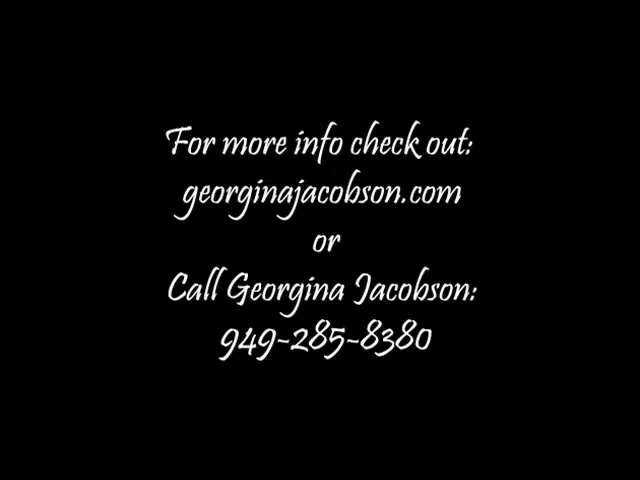 For more info check out:
georginajacobson.com
or
Call Georgina Jacobson:
949-285-8380